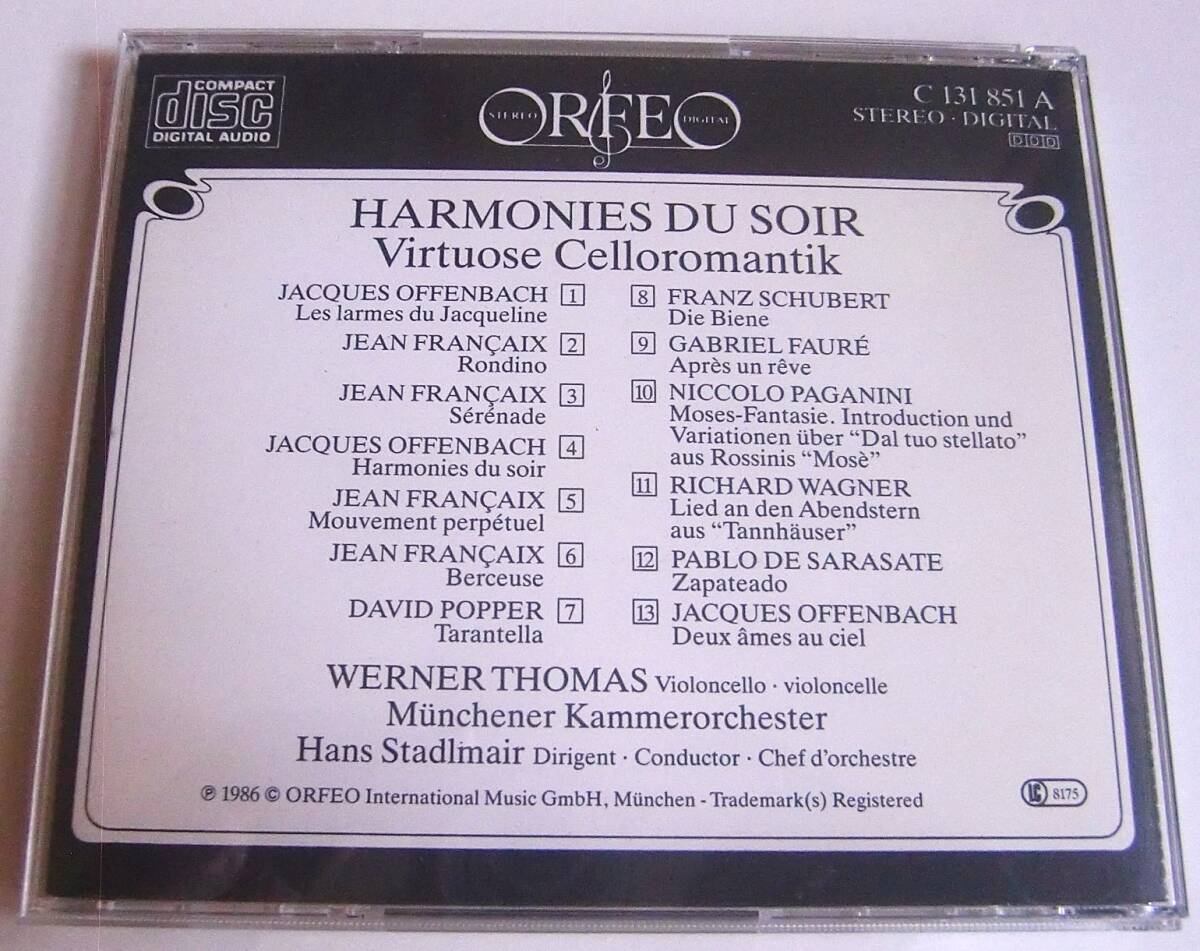 COMPACT
disc
DIGITAL AUDIO
STEREO ORFEO DIGITAL
C 131 851 A
STEREO · DIGITAL
DDD
HARMONIES DU SOIR
Virtuose Celloromantik
JACQUES OFFENBACH 1
Les larmes du Jacqueline
JEAN FRANÇAIX 2
Rondino
JEAN FRANÇAIX 3
Sérénade
JACQUES OFFENBACH 4
Harmonies du soir
JEAN FRANÇAIX 5
Mouvement perpétuel
JEAN FRANÇAIX 6
Berceuse
DAVID POPPER 7
Tarantella
8 FRANZ SCHUBERT
Die Biene
9 GABRIEL FAURÉ
Après un rêve
10 NICCOLO PAGANINI
Moses-Fantasie. Introduction und
Variationen über “Dal tuo stellato”
aus Rossinis “Mosè”
11 RICHARD WAGNER
Lied an den Abendstern
aus “Tannhäuser”
12 PABLO DE SARASATE
Zapateado
13 JACQUES OFFENBACH
Deux âmes au ciel
WERNER THOMAS Violoncello · violoncelle
Münchener Kammerorchester
Hans Stadlmair Dirigent · Conductor · Chef d’orchestre
℗ 1986 © ORFEO International Music GmbH, München - Trademark(s) Registered
LC 8175